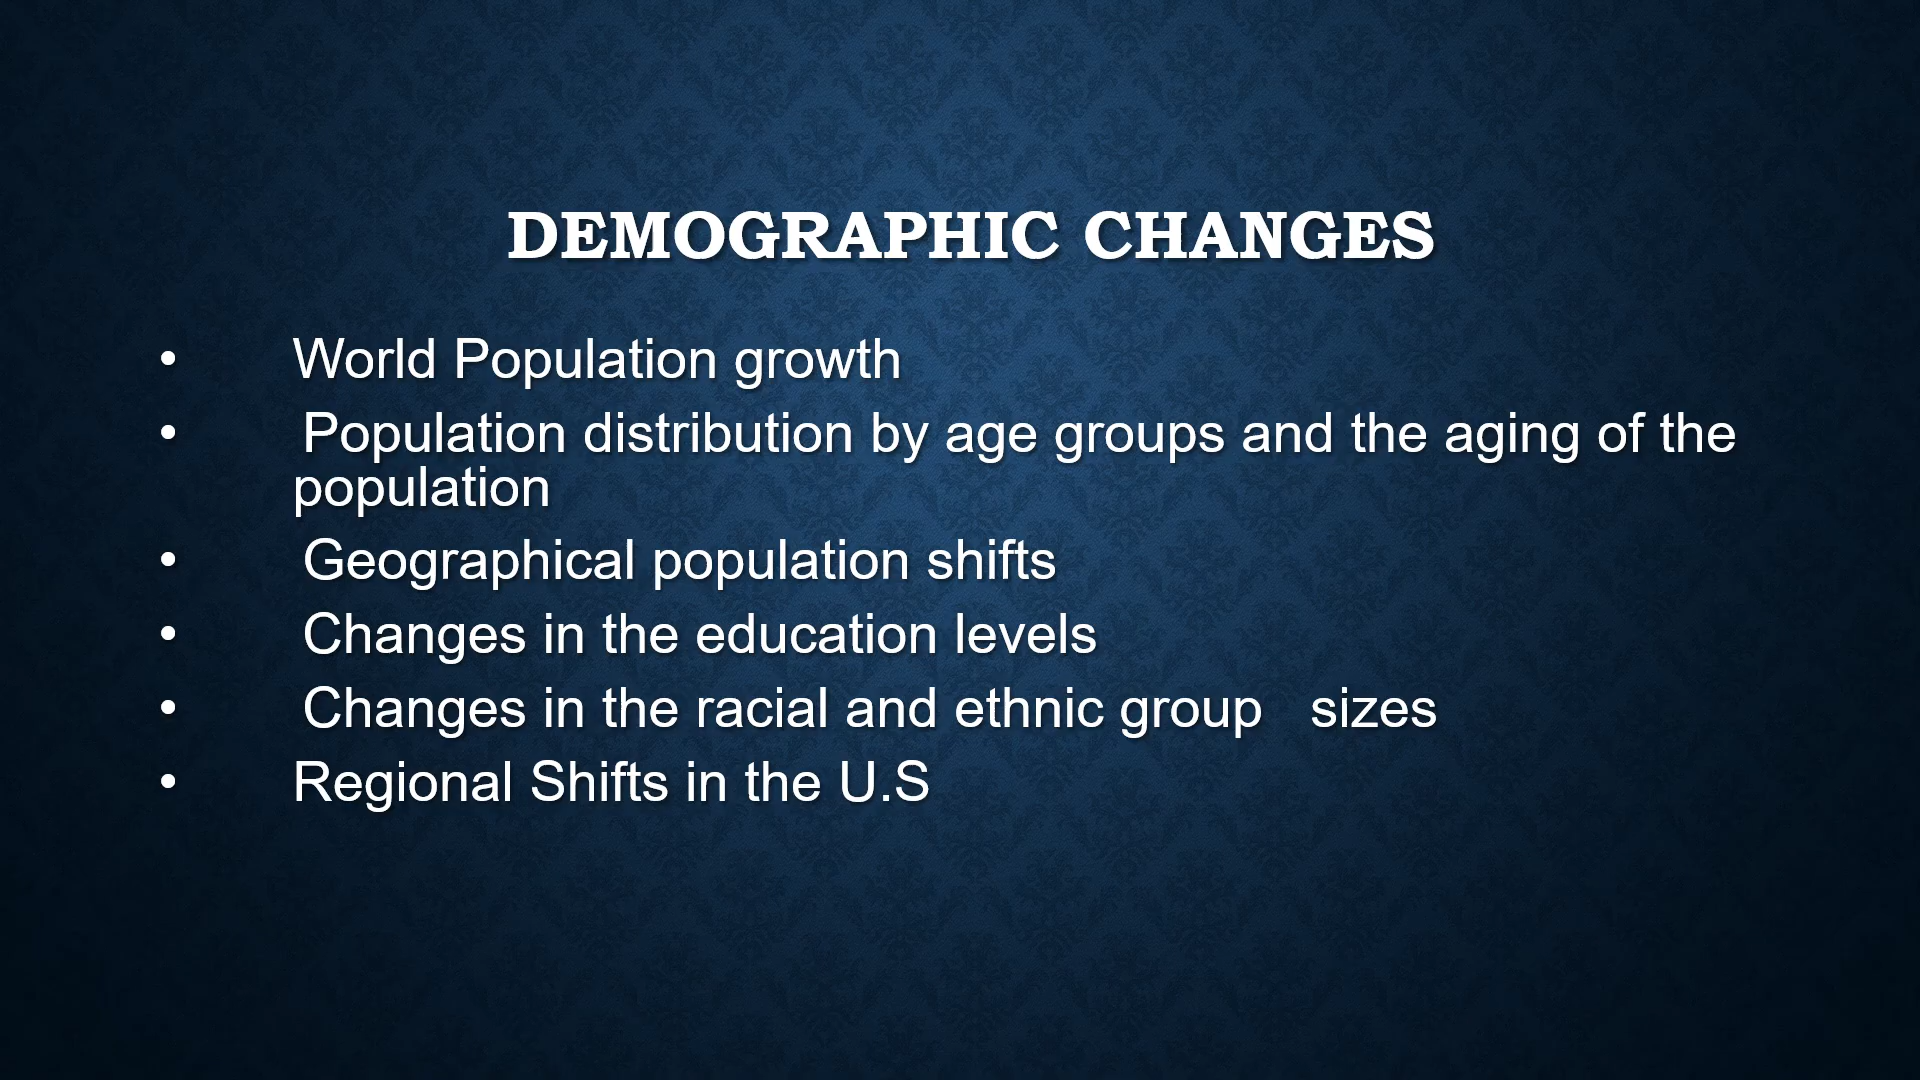 DEMOGRAPHIC CHANGES
• World Population growth
• Population distribution by age groups and the aging of the
population
• Geographical population shifts
• Changes in the education levels
• Changes in the racial and ethnic group   sizes
• Regional Shifts in the U.S